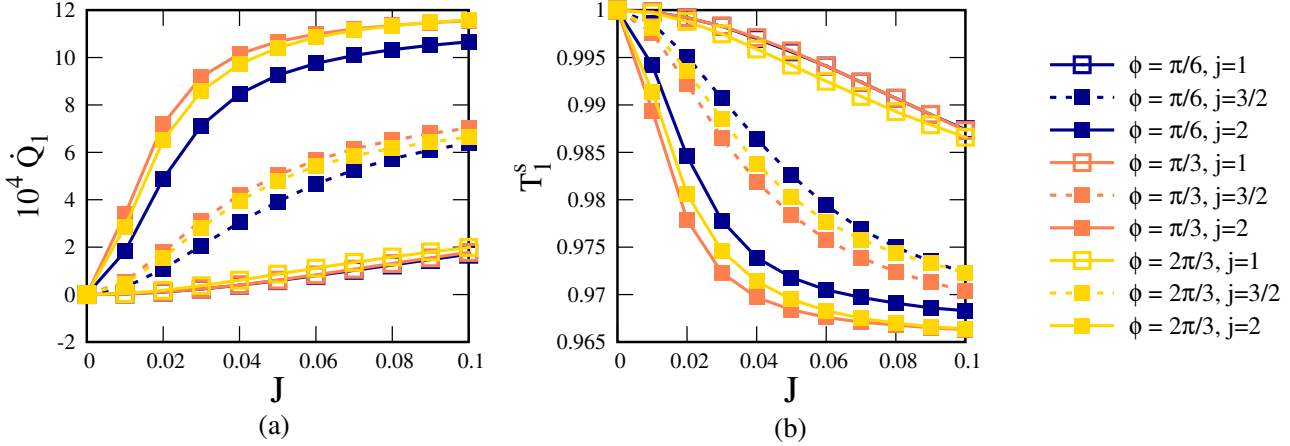 12
10
8
6
4
2
0
-2
10⁴ Q̇₁
0 0.02 0.04 0.06 0.08 0.1
J
(a)
1
0.995
0.99
0.985
0.98
0.975
0.97
0.965
T₁ˢ
0 0.02 0.04 0.06 0.08 0.1
J
(b)
ϕ = π/6, j=1
ϕ = π/6, j=3/2
ϕ = π/6, j=2
ϕ = π/3, j=1
ϕ = π/3, j=3/2
ϕ = π/3, j=2
ϕ = 2π/3, j=1
ϕ = 2π/3, j=3/2
ϕ = 2π/3, j=2